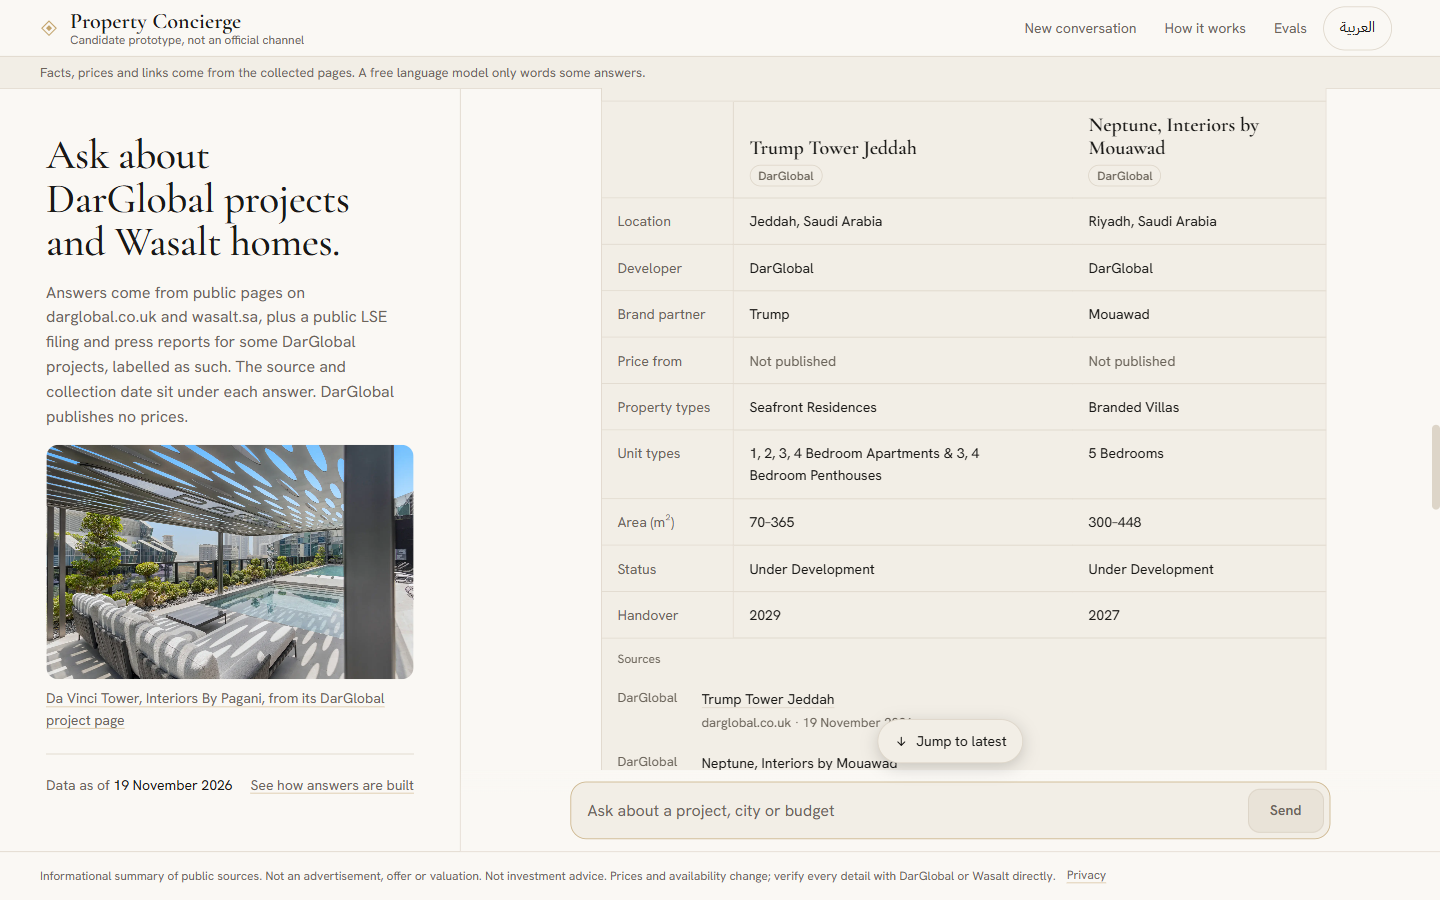 Property Concierge
Candidate prototype, not an official channel
New conversation
How it works
Evals
العربية
Facts, prices and links come from the collected pages. A free language model only words some answers.
Ask about
DarGlobal projects
and Wasalt homes.
Answers come from public pages on
darglobal.co.uk and wasalt.sa, plus a public LSE
filing and press reports for some DarGlobal
projects, labelled as such. The source and
collection date sit under each answer. DarGlobal
publishes no prices.
Da Vinci Tower, Interiors By Pagani, from its DarGlobal
project page
Data as of 19 November 2026
See how answers are built
Trump Tower Jeddah
DarGlobal
Neptune, Interiors by
Mouawad
DarGlobal
Location
Jeddah, Saudi Arabia
Riyadh, Saudi Arabia
Developer
DarGlobal
DarGlobal
Brand partner
Trump
Mouawad
Price from
Not published
Not published
Property types
Seafront Residences
Branded Villas
Unit types
1, 2, 3, 4 Bedroom Apartments & 3, 4
Bedroom Penthouses
5 Bedrooms
Area (m²)
70–365
300–448
Status
Under Development
Under Development
Handover
2029
2027
Sources
DarGlobal
Trump Tower Jeddah
darglobal.co.uk · 19 November
DarGlobal
Neptune, Interiors by Mouawad
↓ Jump to latest
Ask about a project, city or budget
Send
Informational summary of public sources. Not an advertisement, offer or valuation. Not investment advice. Prices and availability change; verify every detail with DarGlobal or Wasalt directly.
Privacy